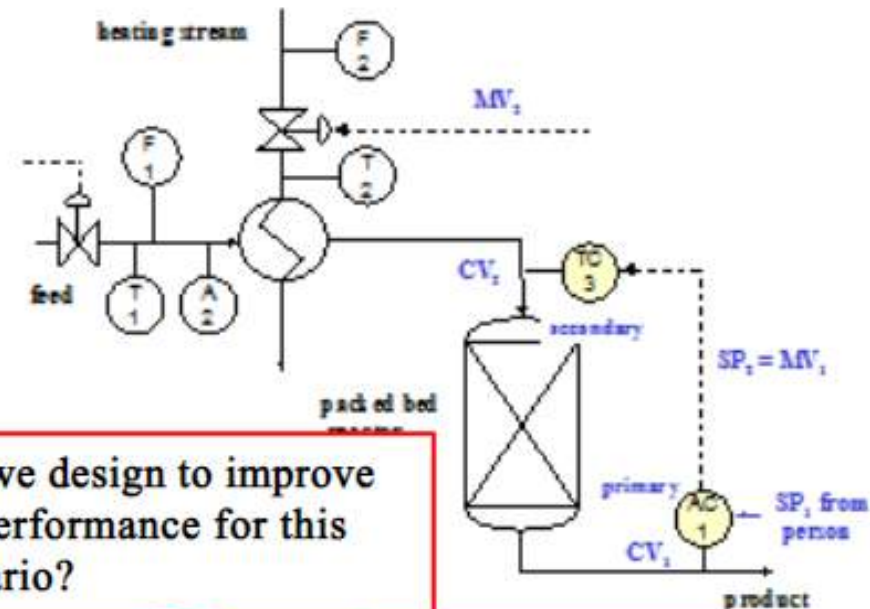 heating stream
F
2
MV₂
F
1
T
2
feed
T
1
A
2
CV₂
TC
3
secondary
SP₂ = MV₁
packed bed
ve design to improve
erformance for this
ario?
primary
AC
1
SP₁ from
person
CV₁
product